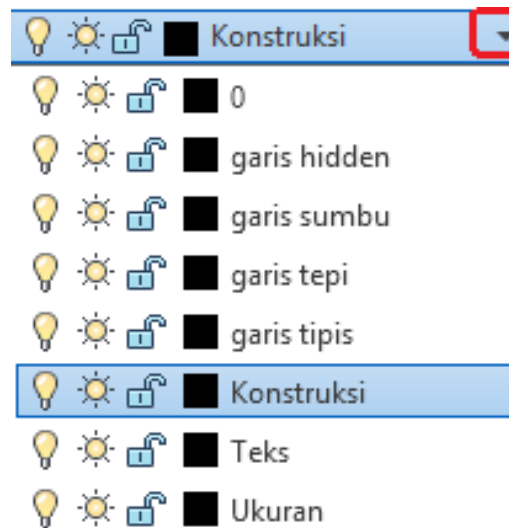 Konstruksi
0
garis hidden
garis sumbu
garis tepi
garis tipis
Konstruksi
Teks
Ukuran